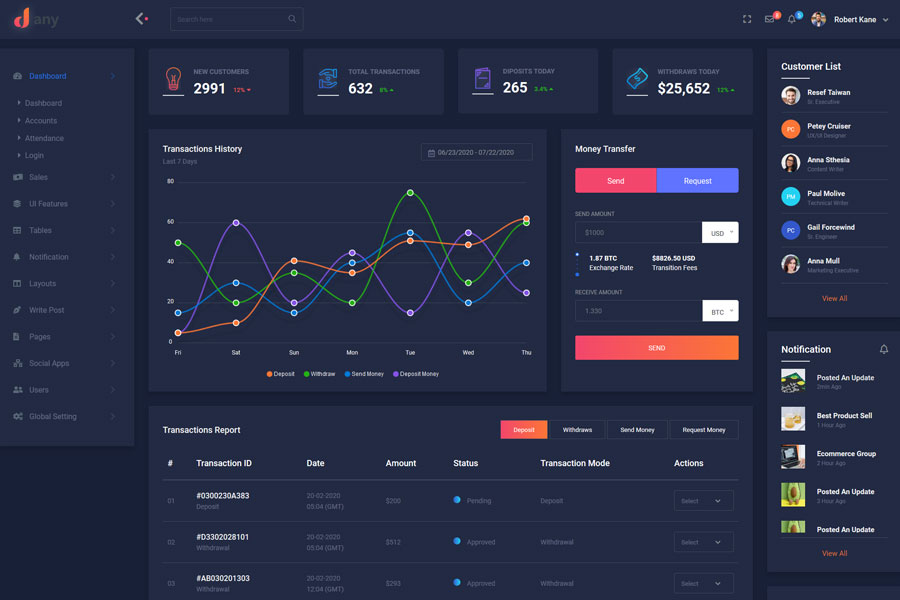 dany
Search here
8
5
Robert Kane
Dashboard
Dashboard
Accounts
Attendance
Login
Sales
UI Features
Tables
Notification
Layouts
Write Post
Pages
Social Apps
Users
Global Setting
NEW CUSTOMERS
2991 12%
TOTAL TRANSACTIONS
632 8%
DIPOSITS TODAY
265 3.4%
WITHDRAWS TODAY
$25,652 12%
Transactions History
Last 7 Days
06/23/2020 - 07/22/2020
80
60
40
20
0
Fri Sat Sun Mon Tue Wed Thu
Deposit Withdraw Send Money Deposit Money
Money Transfer
Send Request
SEND AMOUNT
$1000 USD
1.87 BTC $8826.50 USD
Exchange Rate Transition Fees
RECEIVE AMOUNT
1.330 BTC
SEND
Transactions Report
Deposit Withdraws Send Money Request Money
# Transaction ID Date Amount Status Transaction Mode Actions
01 #0300230A383 20-02-2020 $200 Pending Deposit Select
Deposit 05:04 (GMT)
02 #D3302028101 20-02-2020 $512 Approved Withdrawal Select
Withdrawal 05:04 (GMT)
03 #AB030201303 20-02-2020 $293 Approved Withdrawal Select
Withdrawal 12:04 (GMT)
Customer List
Resef Taiwan
Sr. Executive
PC Petey Cruiser
UX/UI Designer
Anna Sthesia
Content Writer
PM Paul Molive
Technical Writer
PC Gail Forcewind
Sr. Engineer
Anna Mull
Marketing Executive
View All
Notification
Posted An Update
2min Ago
Best Product Sell
1 Hour Ago
Ecommerce Group
2 Hour Ago
Posted An Update
3 Hour Ago
Posted An Update
View All